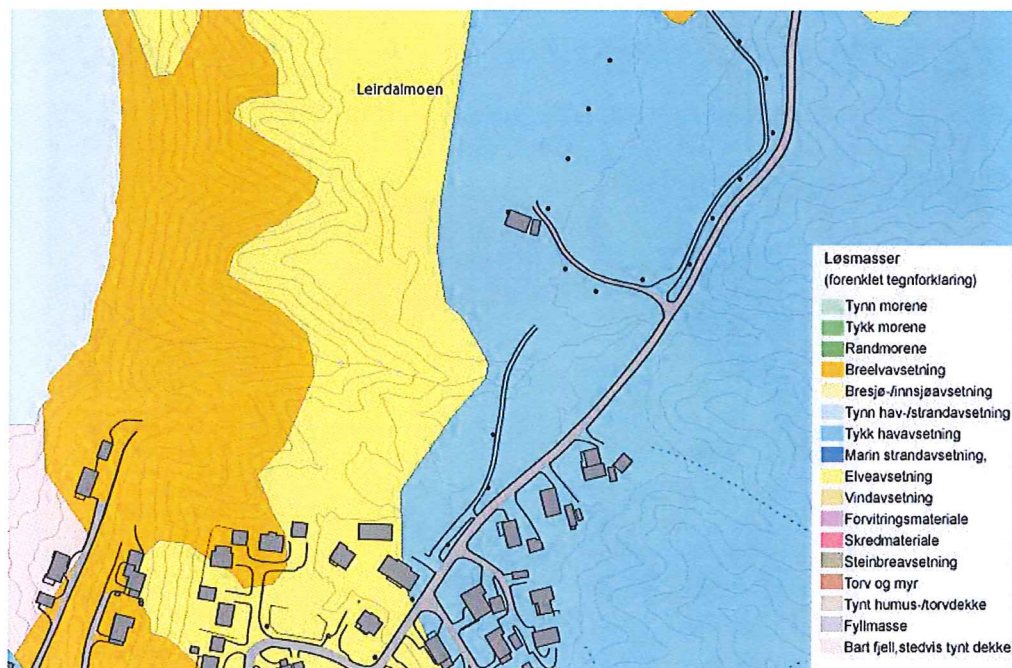 Leirdalmoen
Løsmasser
(forenklet tegnforklaring)
Tynn morene
Tykk morene
Randmorene
Breelvavsetning
Bresjø-/innsjøavsetning
Tynn hav-/strandavsetning
Tykk havavsetning
Marin strandavsetning,
Elveavsetning
Vindavsetning
Forvitringsmateriale
Skredmateriale
Steinbreavsetning
Torv og myr
Tynt humus-/torvdekke
Fyllmasse
Bart fjell,stedvis tynt dekke